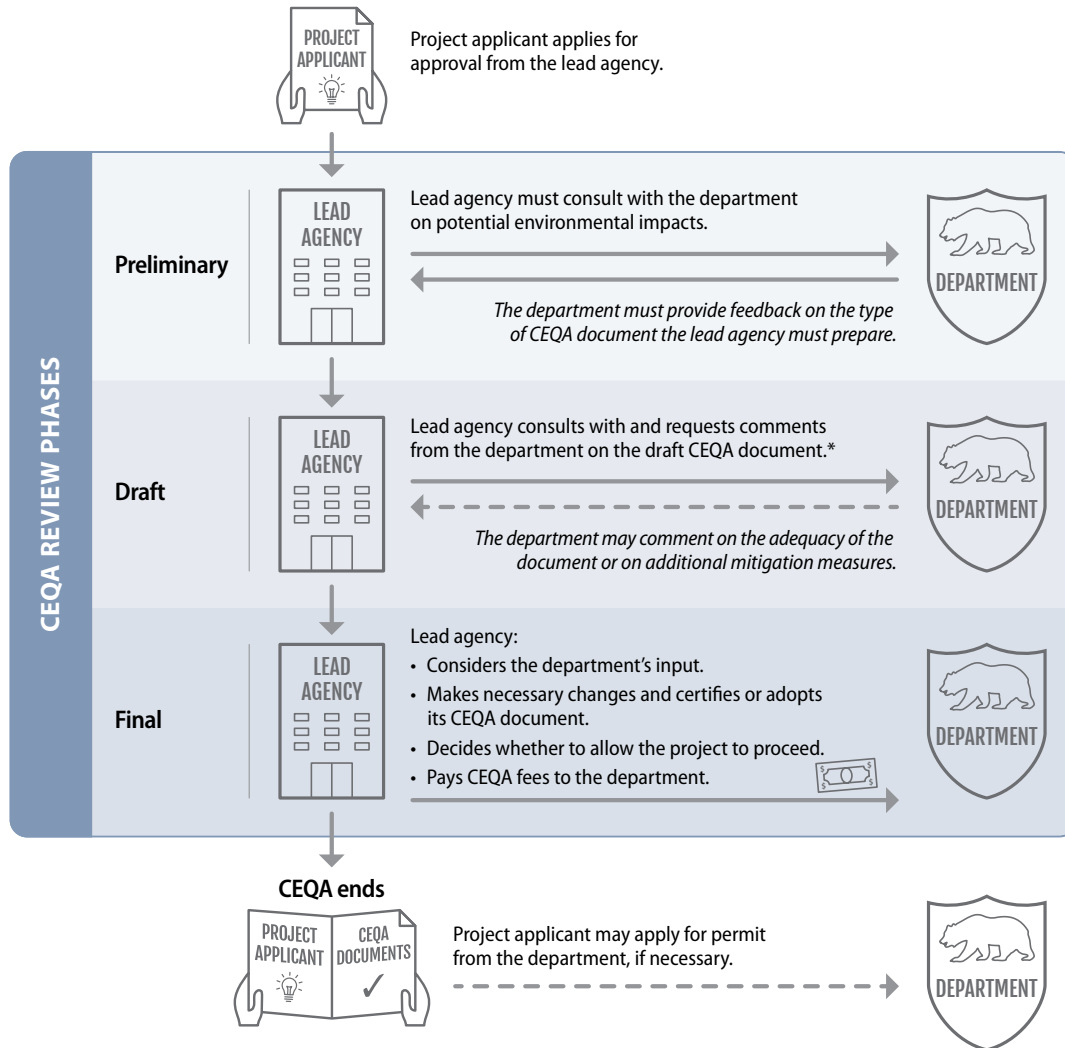 PROJECT
APPLICANT
Project applicant applies for
approval from the lead agency.
CEQA REVIEW PHASES
Preliminary
LEAD
AGENCY
Lead agency must consult with the department
on potential environmental impacts.
The department must provide feedback on the type
of CEQA document the lead agency must prepare.
DEPARTMENT
Draft
LEAD
AGENCY
Lead agency consults with and requests comments
from the department on the draft CEQA document.*
The department may comment on the adequacy of the
document or on additional mitigation measures.
DEPARTMENT
Final
LEAD
AGENCY
Lead agency:
• Considers the department’s input.
• Makes necessary changes and certifies or adopts
its CEQA document.
• Decides whether to allow the project to proceed.
• Pays CEQA fees to the department.
$ $
$ $
DEPARTMENT
CEQA ends
PROJECT
APPLICANT
CEQA
DOCUMENTS
Project applicant may apply for permit
from the department, if necessary.
DEPARTMENT